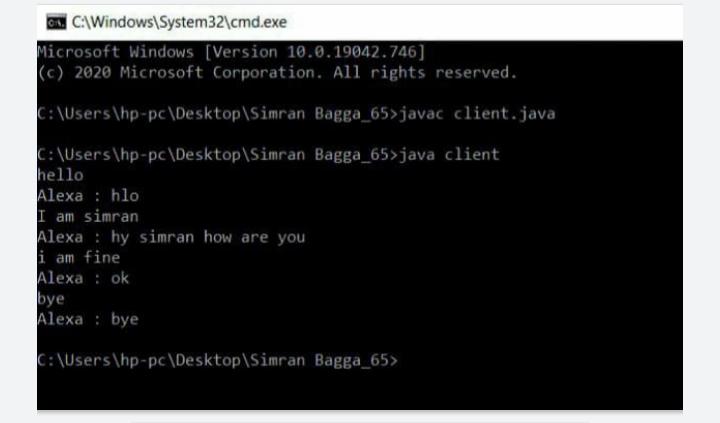 C:\Windows\System32\cmd.exe
Microsoft Windows [Version 10.0.19042.746]
(c) 2020 Microsoft Corporation. All rights reserved.
C:\Users\hp-pc\Desktop\Simran Bagga_65>javac client.java
C:\Users\hp-pc\Desktop\Simran Bagga_65>java client
hello
Alexa : hlo
I am simran
Alexa : hy simran how are you
i am fine
Alexa : ok
bye
Alexa : bye
C:\Users\hp-pc\Desktop\Simran Bagga_65>